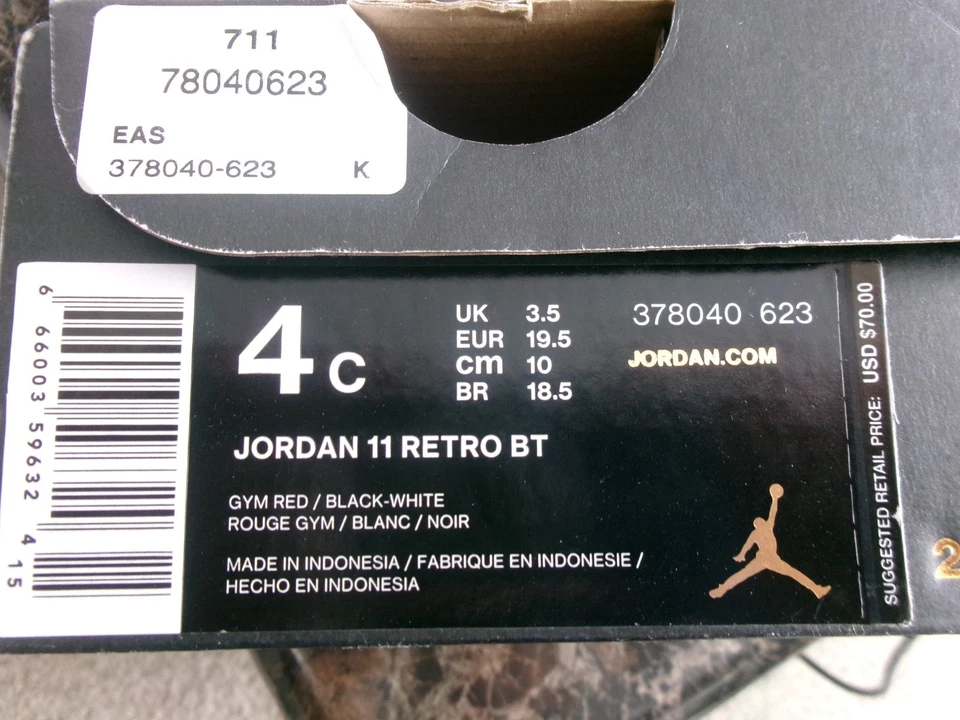 711
78040623
EAS
378040-623 K
6 66003 59632 4 15
4 C
UK 3.5
EUR 19.5
cm 10
BR 18.5
378040 623
JORDAN.COM
JORDAN 11 RETRO BT
GYM RED / BLACK-WHITE
ROUGE GYM / BLANC / NOIR
MADE IN INDONESIA / FABRIQUE EN INDONESIE /
HECHO EN INDONESIA
SUGGESTED RETAIL PRICE: USD $70.00
2